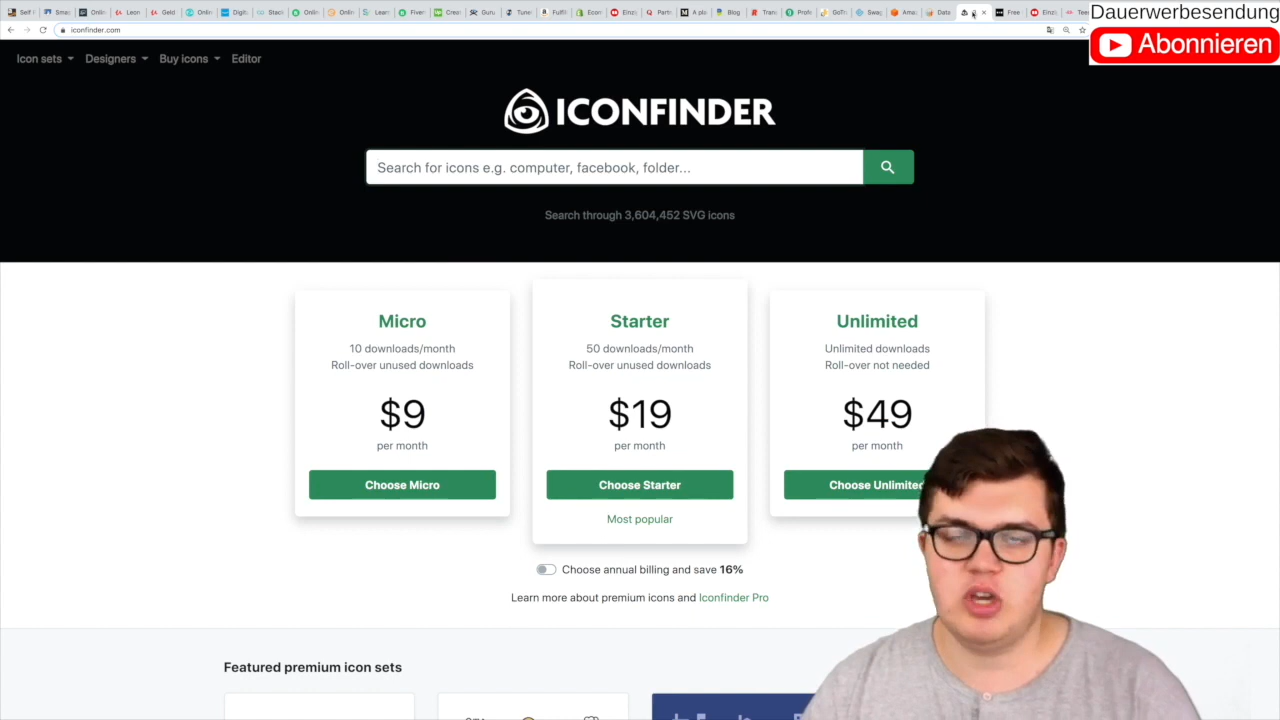 Dauerwerbesendung
Abonnieren
iconfinder.com
Icon sets
Designers
Buy icons
Editor
ICONFINDER
Search for icons e.g. computer, facebook, folder...
Search through 3,604,452 SVG icons
Micro
10 downloads/month
Roll-over unused downloads
$9
per month
Choose Micro
Starter
50 downloads/month
Roll-over unused downloads
$19
per month
Choose Starter
Most popular
Unlimited
Unlimited downloads
Roll-over not needed
$49
per month
Choose Unlimited
Choose annual billing and save 16%
Learn more about premium icons and Iconfinder Pro
Featured premium icon sets